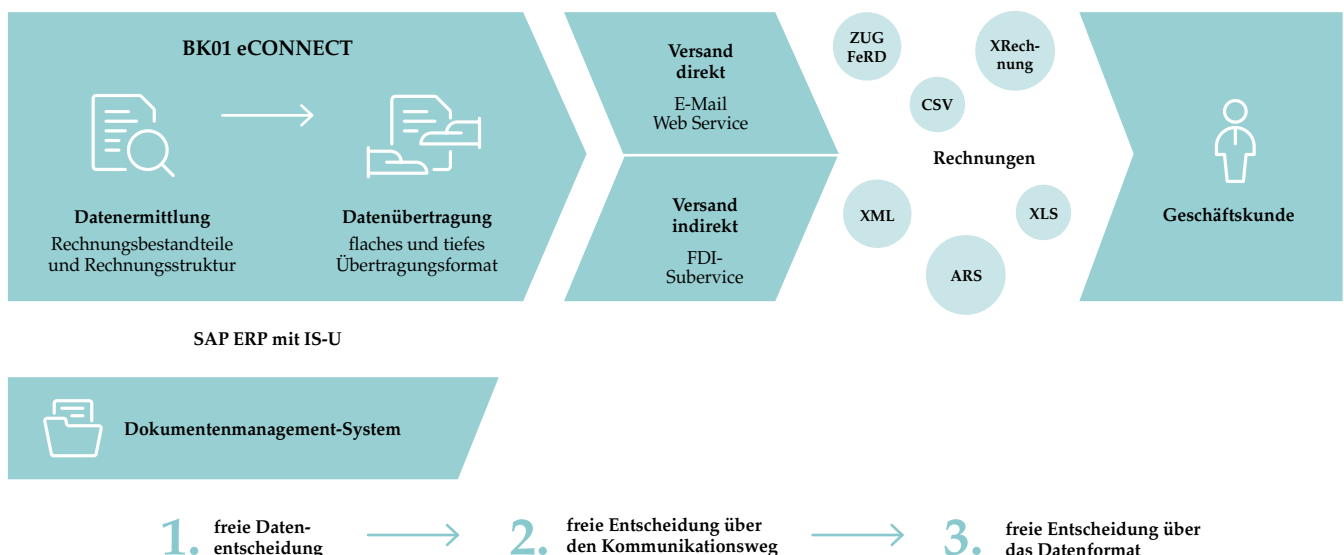 BK01 eCONNECT
Datenermittlung
Rechnungsbestandteile
und Rechnungsstruktur
Datenübertragung
flaches und tiefes
Übertragungsformat
SAP ERP mit IS-U
Versand
direkt
E-Mail
Web Service
Versand
indirekt
FDI-
Subervice
ZUG
FeRD
XRech-
nung
CSV
Rechnungen
XML
XLS
ARS
Geschäftskunde
Dokumentenmanagement-System
1. freie Daten-
entscheidung
2. freie Entscheidung über
den Kommunikationsweg
3. freie Entscheidung über
das Datenformat